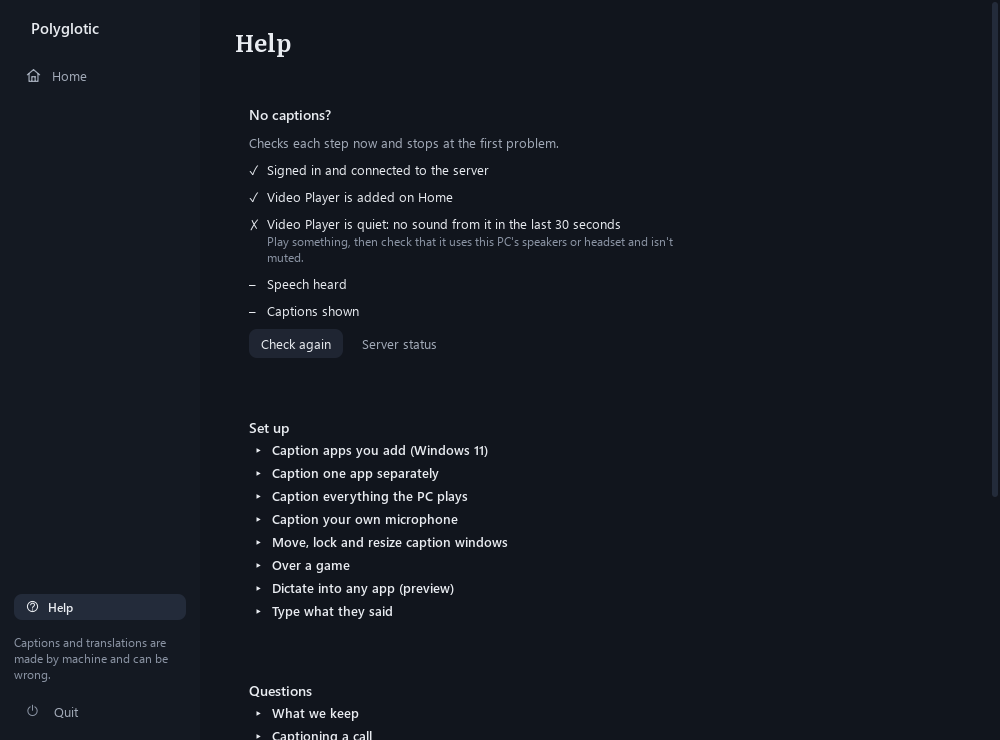 Polyglotic
Home
Help
No captions?
Checks each step now and stops at the first problem.
✓ Signed in and connected to the server
✓ Video Player is added on Home
✗ Video Player is quiet: no sound from it in the last 30 seconds
Play something, then check that it uses this PC's speakers or headset and isn't
muted.
– Speech heard
– Captions shown
Check again
Server status
Set up
‣ Caption apps you add (Windows 11)
‣ Caption one app separately
‣ Caption everything the PC plays
‣ Caption your own microphone
‣ Move, lock and resize caption windows
‣ Over a game
‣ Dictate into any app (preview)
‣ Type what they said
Questions
‣ What we keep
‣ Captioning a call
Help
Captions and translations are
made by machine and can be
wrong.
Quit